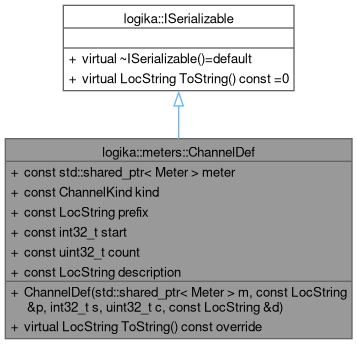 logika::ISerializable
+ virtual ~ISerializable()=default
+ virtual LocString ToString() const =0
logika::meters::ChannelDef
+ const std::shared_ptr< Meter > meter
+ const ChannelKind kind
+ const LocString prefix
+ const int32_t start
+ const uint32_t count
+ const LocString description
+ ChannelDef(std::shared_ptr< Meter > m, const LocString
&p, int32_t s, uint32_t c, const LocString &d)
+ virtual LocString ToString() const override